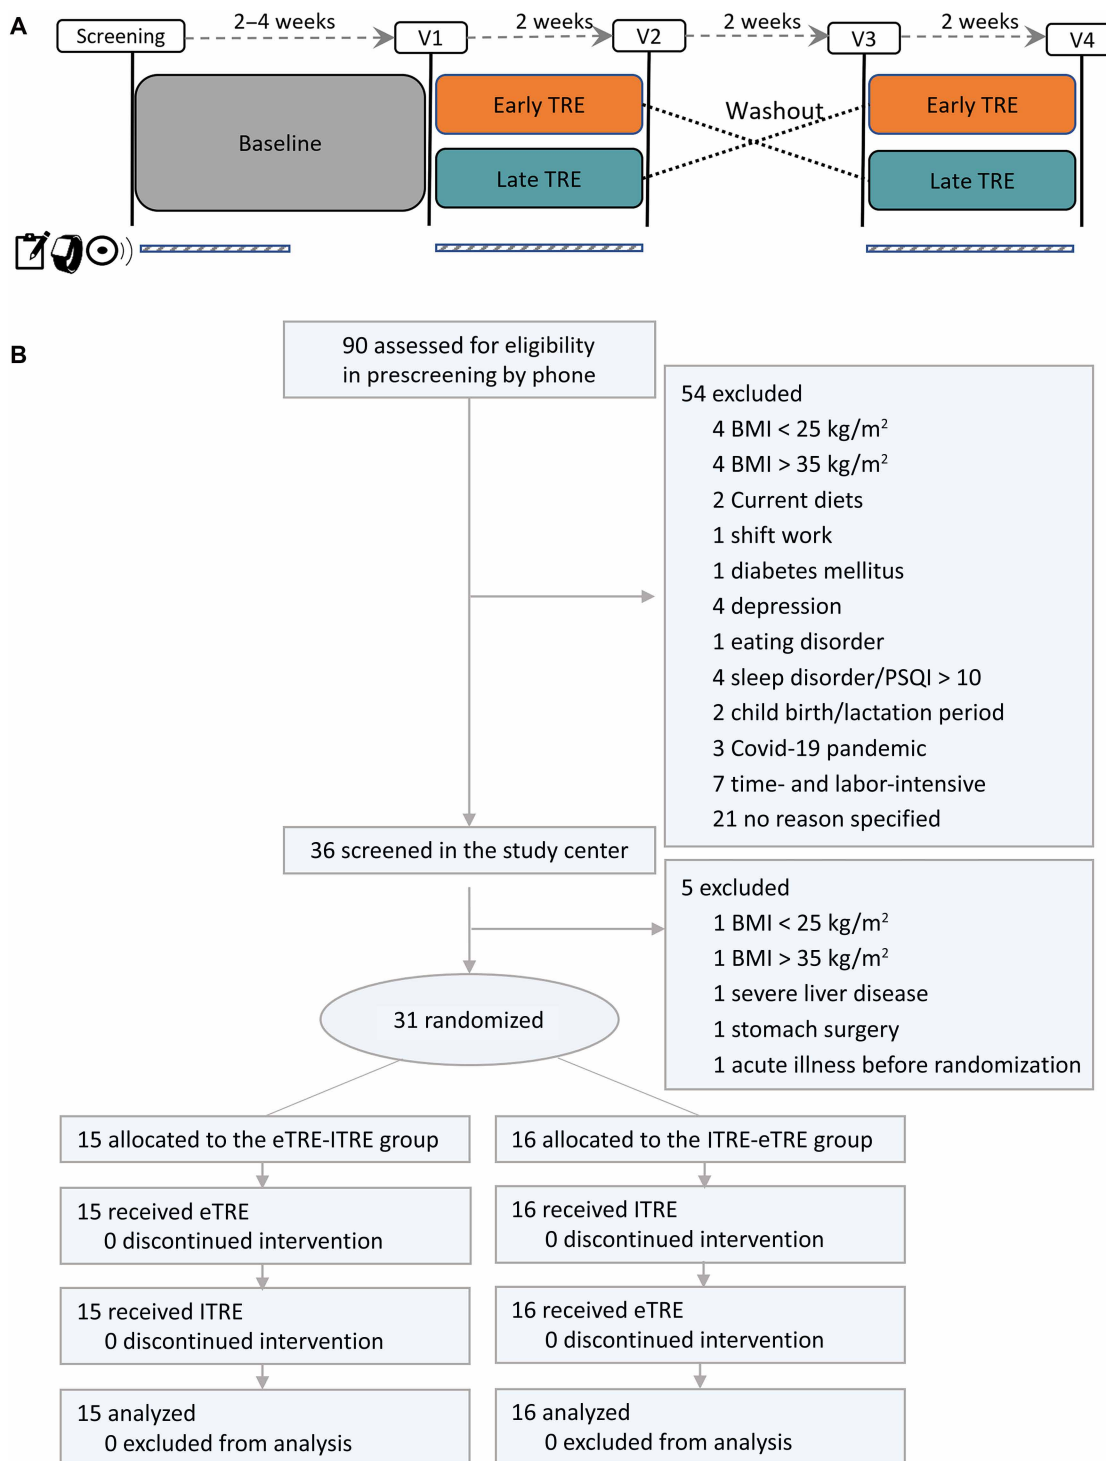 A
Screening
2–4 weeks
V1
2 weeks
V2
2 weeks
V3
2 weeks
V4
Baseline
Early TRE
Late TRE
Washout
Early TRE
Late TRE
B
90 assessed for eligibility
in prescreening by phone
54 excluded
4 BMI < 25 kg/m²
4 BMI > 35 kg/m²
2 Current diets
1 shift work
1 diabetes mellitus
4 depression
1 eating disorder
4 sleep disorder/PSQI > 10
2 child birth/lactation period
3 Covid-19 pandemic
7 time- and labor-intensive
21 no reason specified
36 screened in the study center
5 excluded
1 BMI < 25 kg/m²
1 BMI > 35 kg/m²
1 severe liver disease
1 stomach surgery
1 acute illness before randomization
31 randomized
15 allocated to the eTRE-lTRE group
15 received eTRE
0 discontinued intervention
15 received lTRE
0 discontinued intervention
15 analyzed
0 excluded from analysis
16 allocated to the lTRE-eTRE group
16 received lTRE
0 discontinued intervention
16 received eTRE
0 discontinued intervention
16 analyzed
0 excluded from analysis